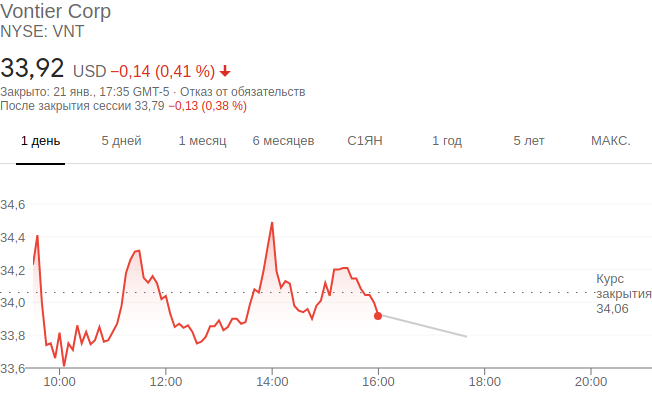 Vontier Corp
NYSE: VNT
33,92 USD −0,14 (0,41 %)
Закрыто: 21 янв., 17:35 GMT-5 · Отказ от обязательств
После закрытия сессии 33,79 −0,13 (0,38 %)
1 день 5 дней 1 месяц 6 месяцев С1ЯН 1 год 5 лет МАКС.
34,6
34,4
34,2
34,0
33,8
33,6
Курс
закрытия
34,06
10:00 12:00 14:00 16:00 18:00 20:00